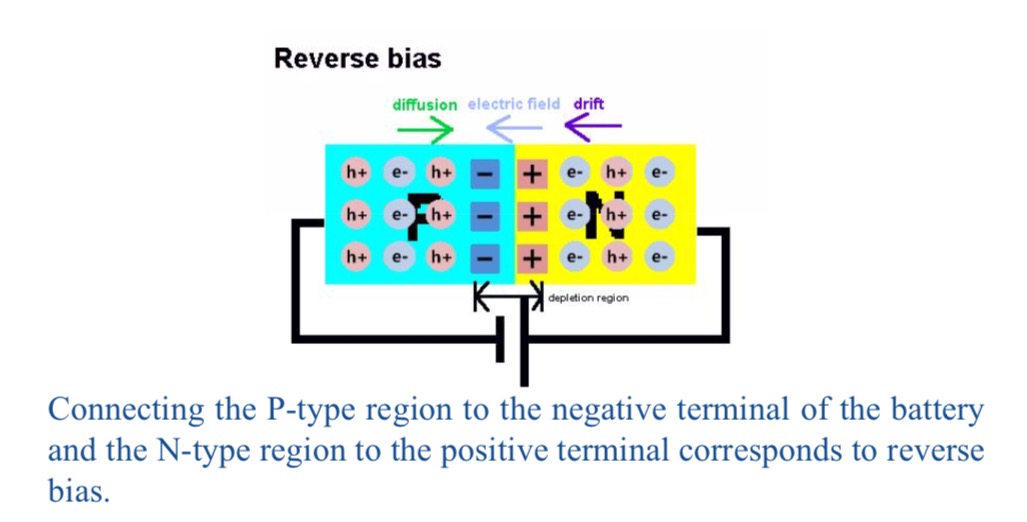 Reverse bias
diffusion electric field drift
h+ e- h+ − + e- h+ e-
P N
h+ e- h+ − + e- h+ e-
h+ e- h+ − + e- h+ e-
depletion region
Connecting the P-type region to the negative terminal of the battery
and the N-type region to the positive terminal corresponds to reverse
bias.